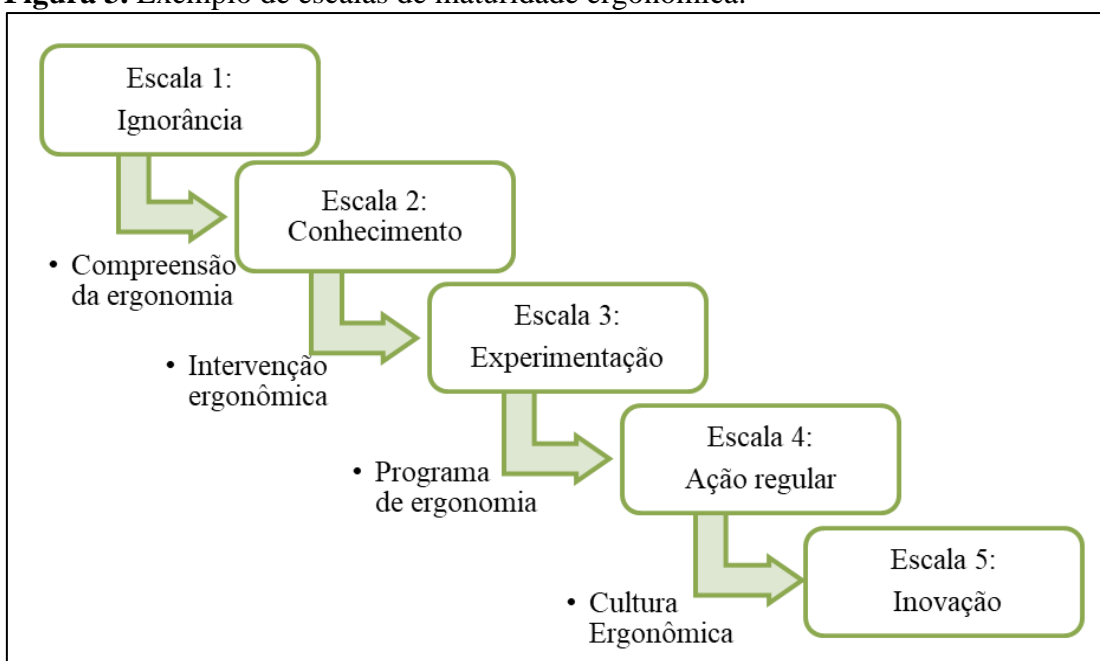 Figura 3. Exemplo de escalas de maturidade ergonômica.
Escala 1:
Ignorância
Escala 2:
Conhecimento
• Compreensão
da ergonomia
Escala 3:
Experimentação
• Intervenção
ergonômica
Escala 4:
Ação regular
• Programa
de ergonomia
Escala 5:
Inovação
• Cultura
Ergonômica